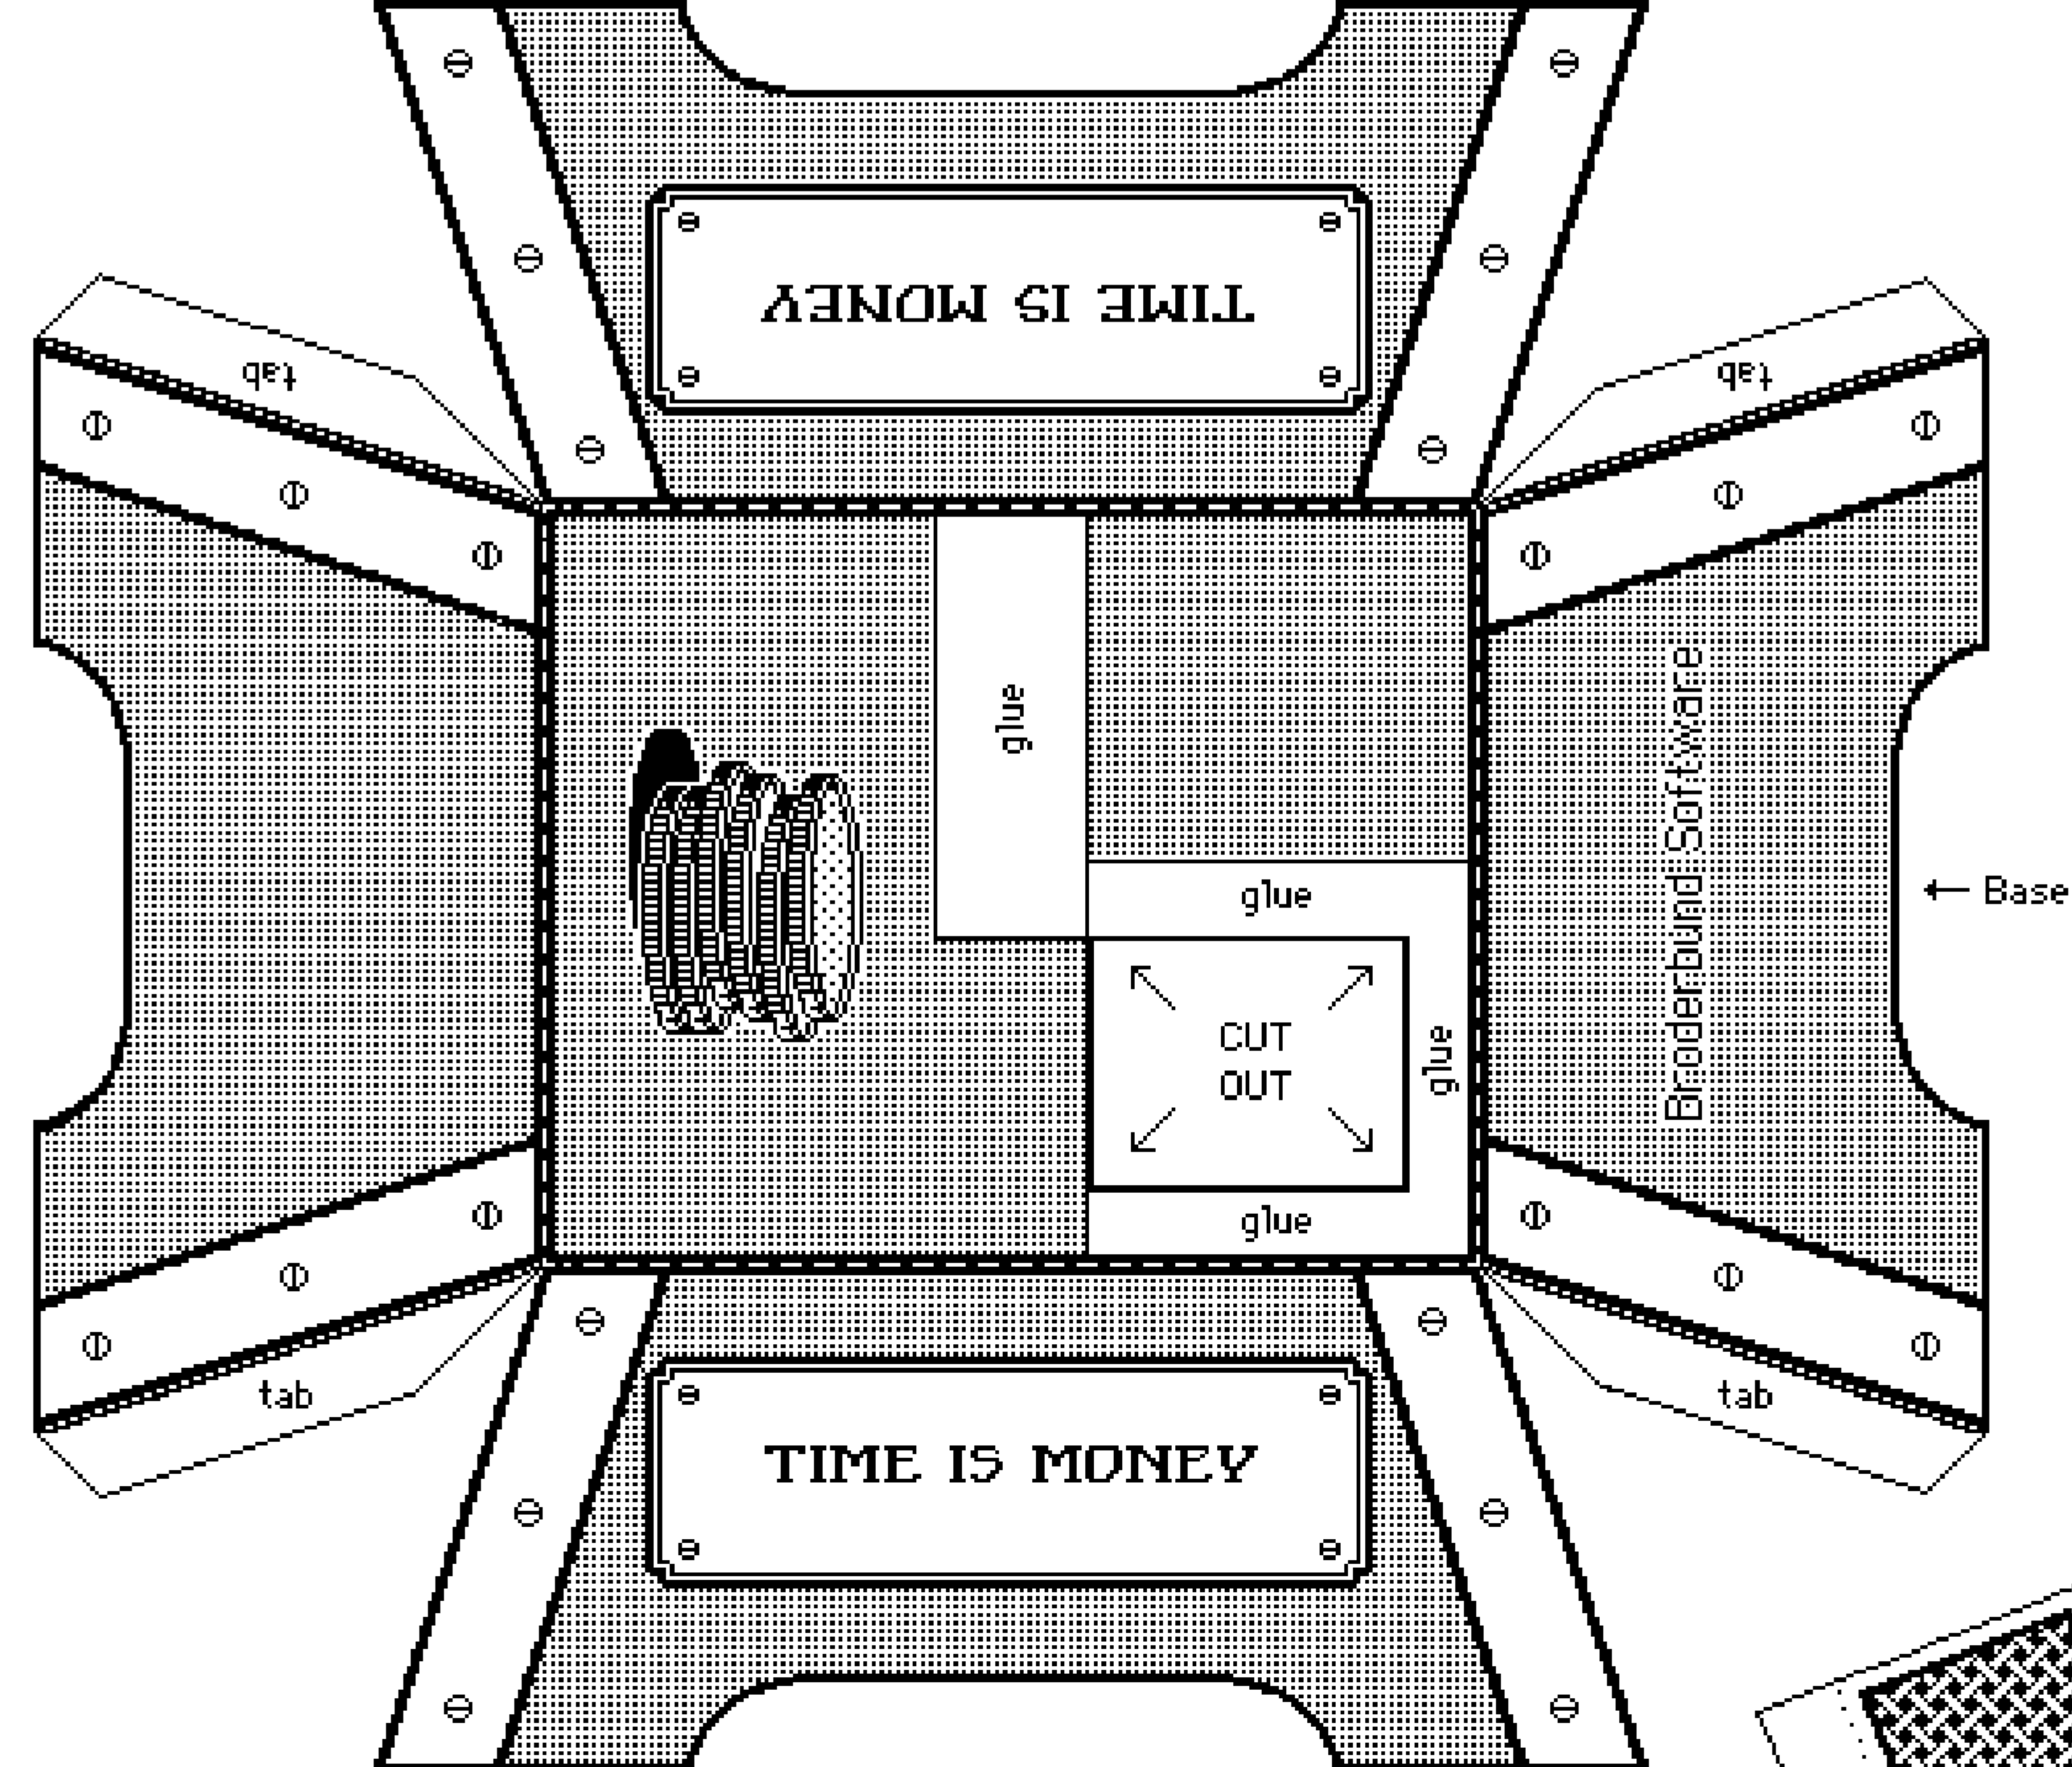 TIME IS MONEY
tab
tab
glue
Broderbund Software
← Base
glue
CUT
OUT
glue
glue
tab
tab
TIME IS MONEY